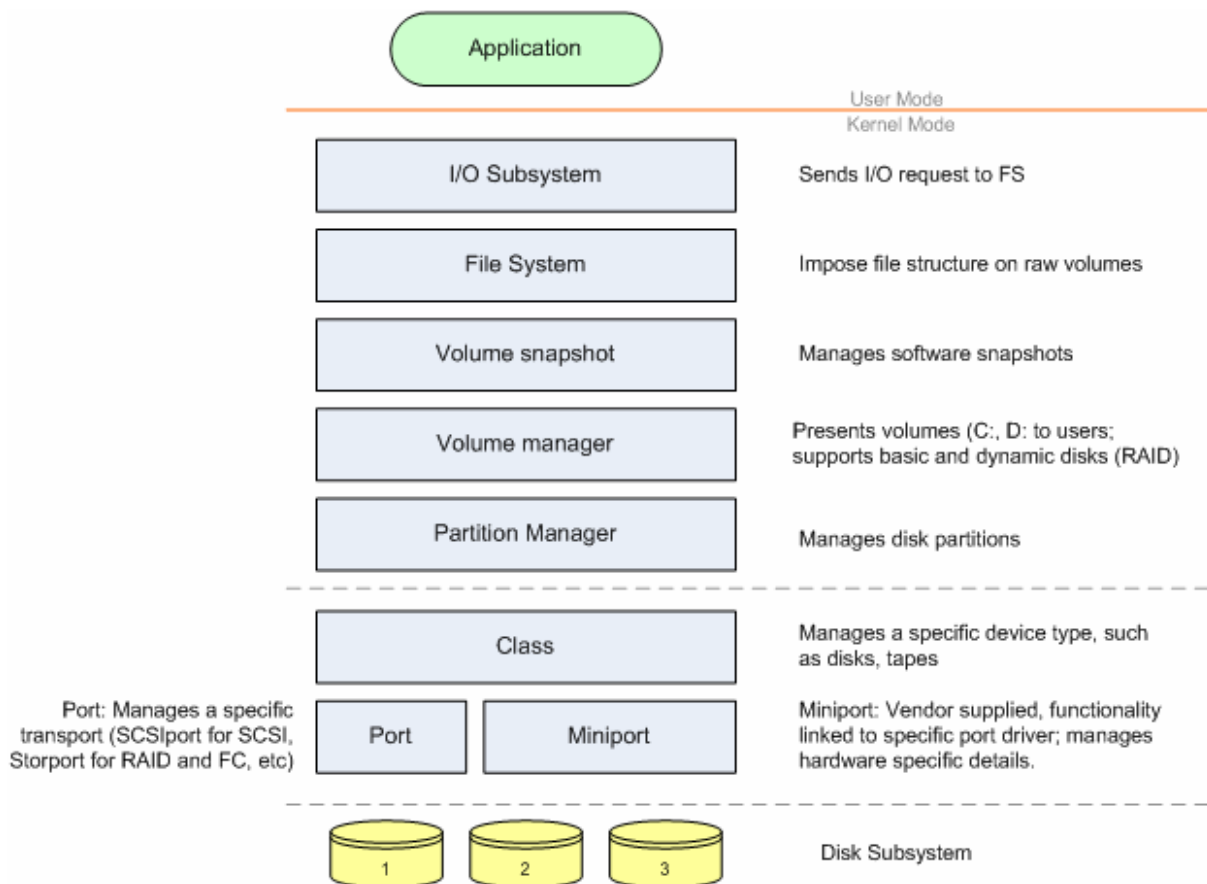 Application
User Mode
Kernel Mode
I/O Subsystem
Sends I/O request to FS
File System
Impose file structure on raw volumes
Volume snapshot
Manages software snapshots
Volume manager
Presents volumes (C:, D: to users;
supports basic and dynamic disks (RAID)
Partition Manager
Manages disk partitions
Class
Manages a specific device type, such
as disks, tapes
Port: Manages a specific
transport (SCSIport for SCSI,
Storport for RAID and FC, etc)
Port
Miniport
Miniport: Vendor supplied, functionality
linked to specific port driver; manages
hardware specific details.
1
2
3
Disk Subsystem